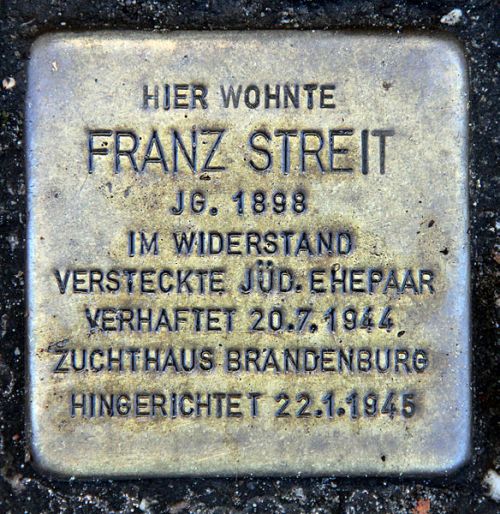 HIER WOHNTE
FRANZ STREIT
JG. 1898
IM WIDERSTAND
VERSTECKTE JÜD. EHEPAAR
VERHAFTET 20.7.1944
ZUCHTHAUS BRANDENBURG
HINGERICHTET 22.1.1945